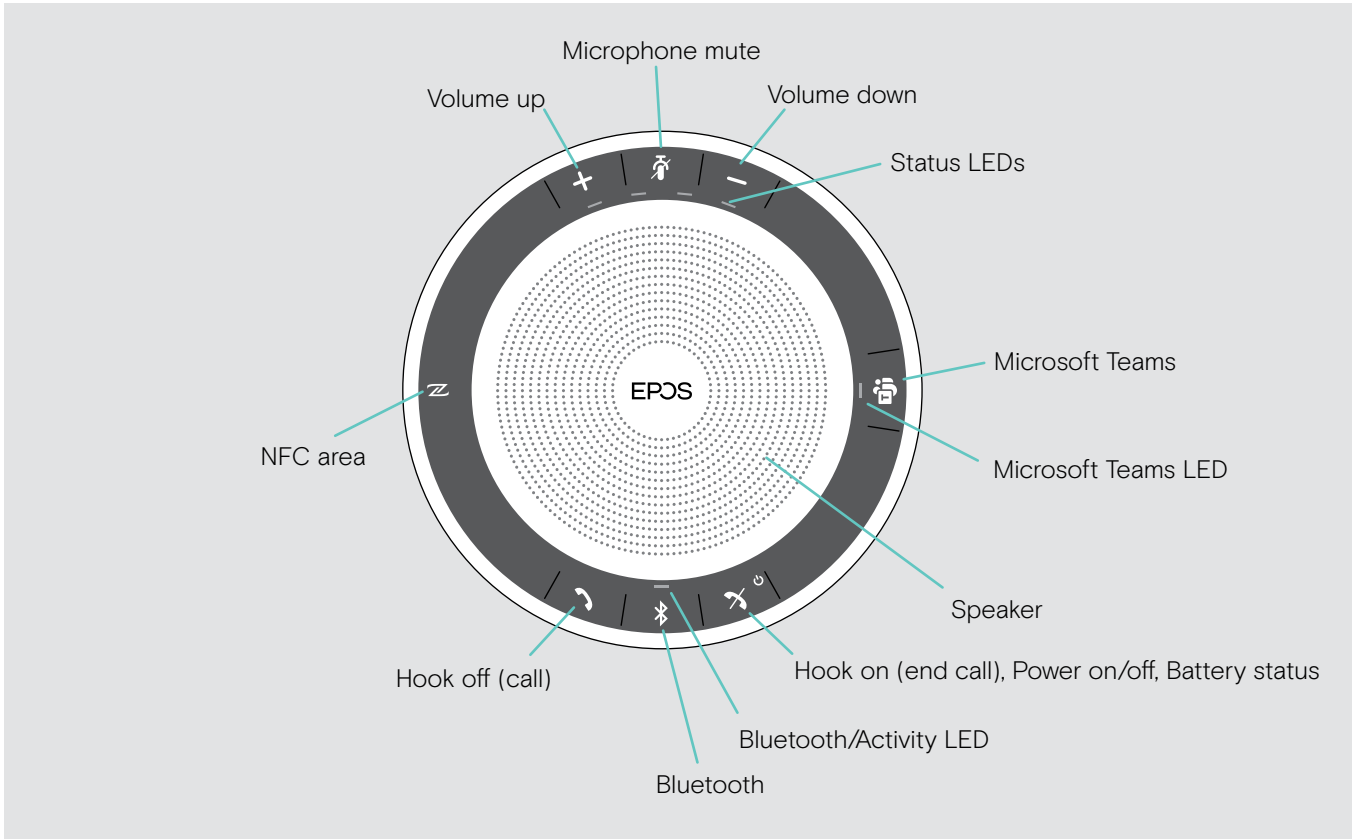 Microphone mute
Volume up
Volume down
Status LEDs
Microsoft Teams
EPOS
NFC area
Microsoft Teams LED
Speaker
Hook off (call)
Hook on (end call), Power on/off, Battery status
Bluetooth/Activity LED
Bluetooth